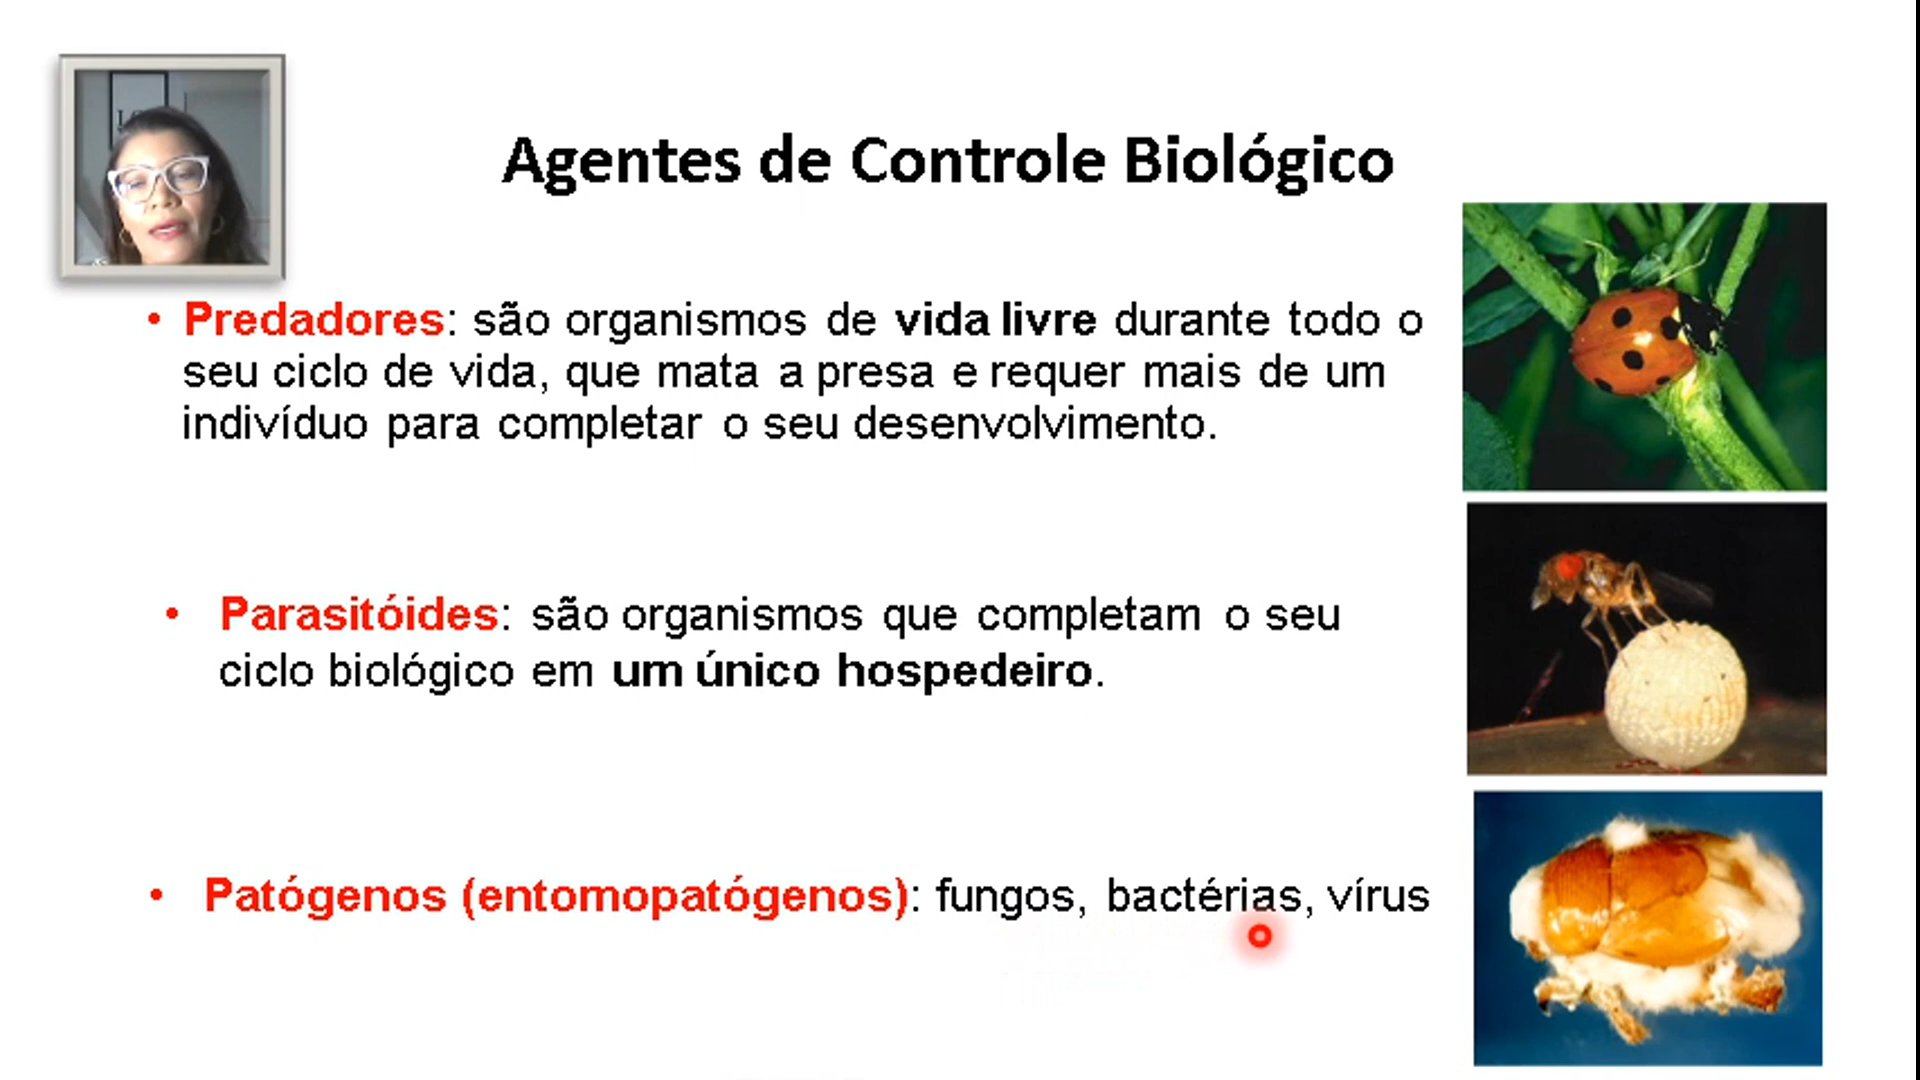 Agentes de Controle Biológico
• Predadores: são organismos de vida livre durante todo o
seu ciclo de vida, que mata a presa e requer mais de um
indivíduo para completar o seu desenvolvimento.
• Parasitóides: são organismos que completam o seu
ciclo biológico em um único hospedeiro.
• Patógenos (entomopatógenos): fungos, bactérias, vírus